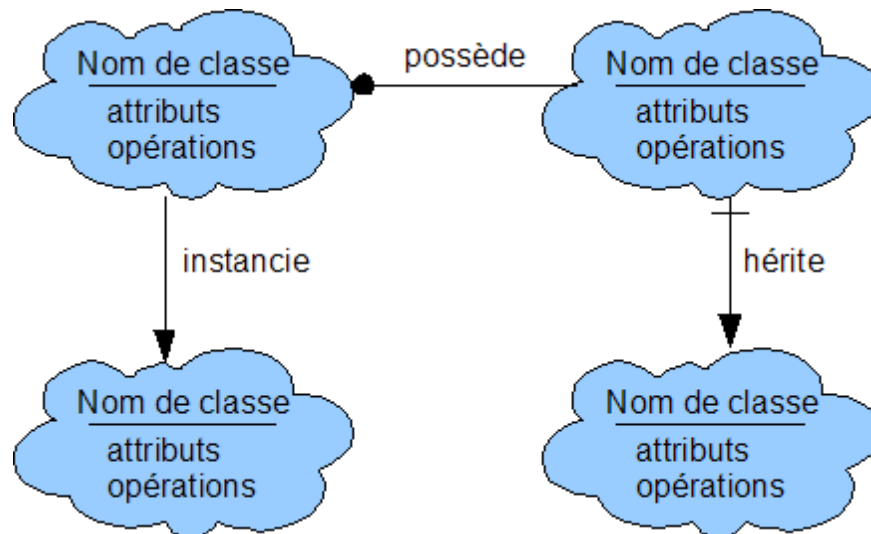 Nom de classe
attributs
opérations
possède
Nom de classe
attributs
opérations
instancie
hérite
Nom de classe
attributs
opérations
Nom de classe
attributs
opérations